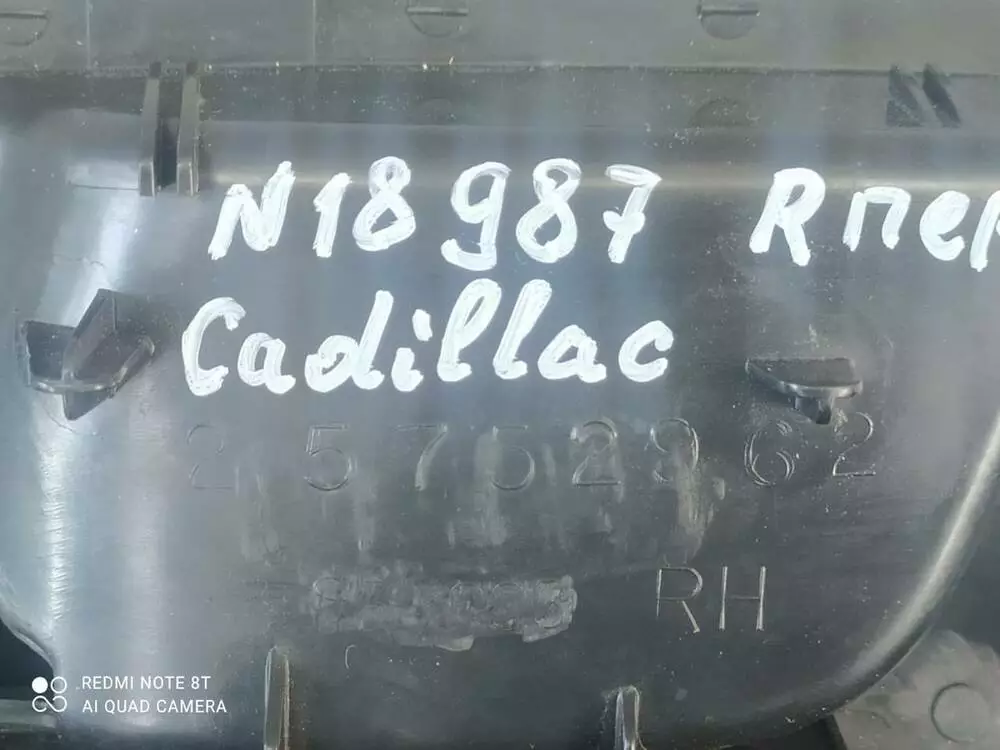 N18987 Rпер
Cadillac
25752962
RH
REDMI NOTE 8T
AI QUAD CAMERA